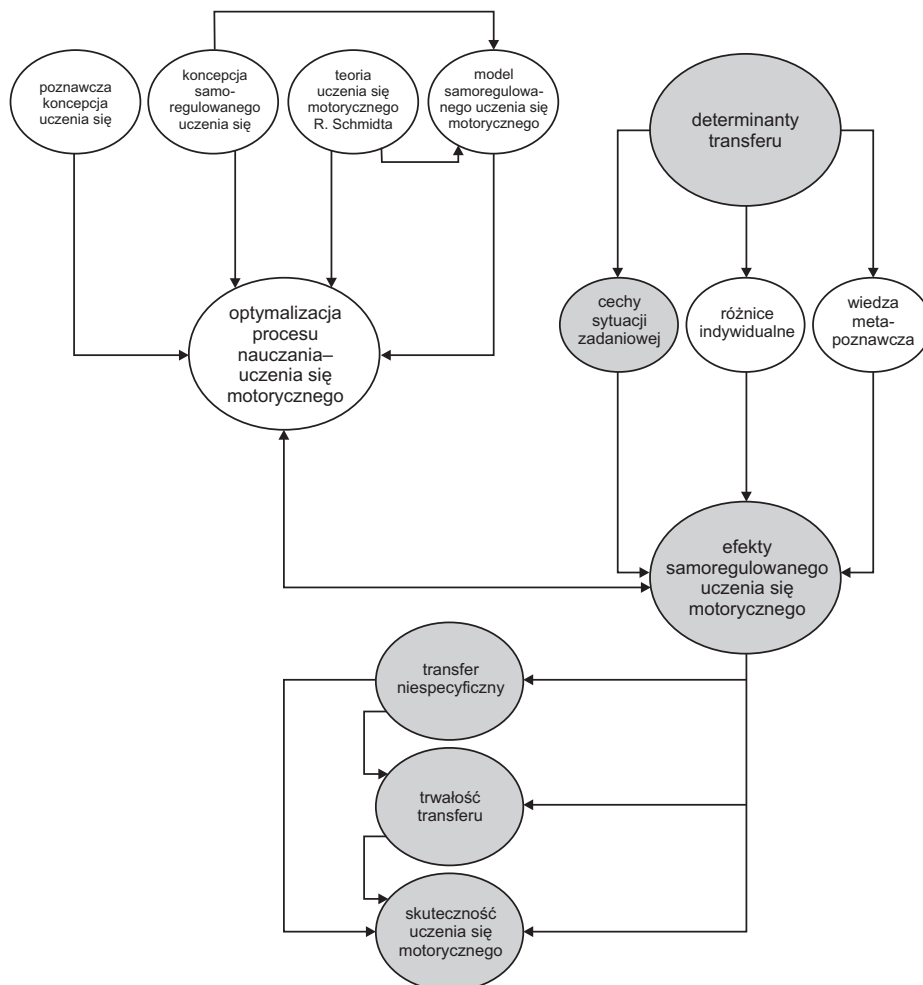 poznawcza
koncepcja
uczenia się
koncepcja
samo-
regulowanego
uczenia się
teoria
uczenia się
motorycznego
R. Schmidta
model
samoregulowa-
nego uczenia się
motorycznego
determinanty
transferu
optymalizacja
procesu
nauczania–
uczenia się
motorycznego
cechy
sytuacji
zadaniowej
różnice
indywidualne
wiedza
meta-
poznawcza
efekty
samoregulowanego
uczenia się
motorycznego
transfer
niespecyficzny
trwałość
transferu
skuteczność
uczenia się
motorycznego